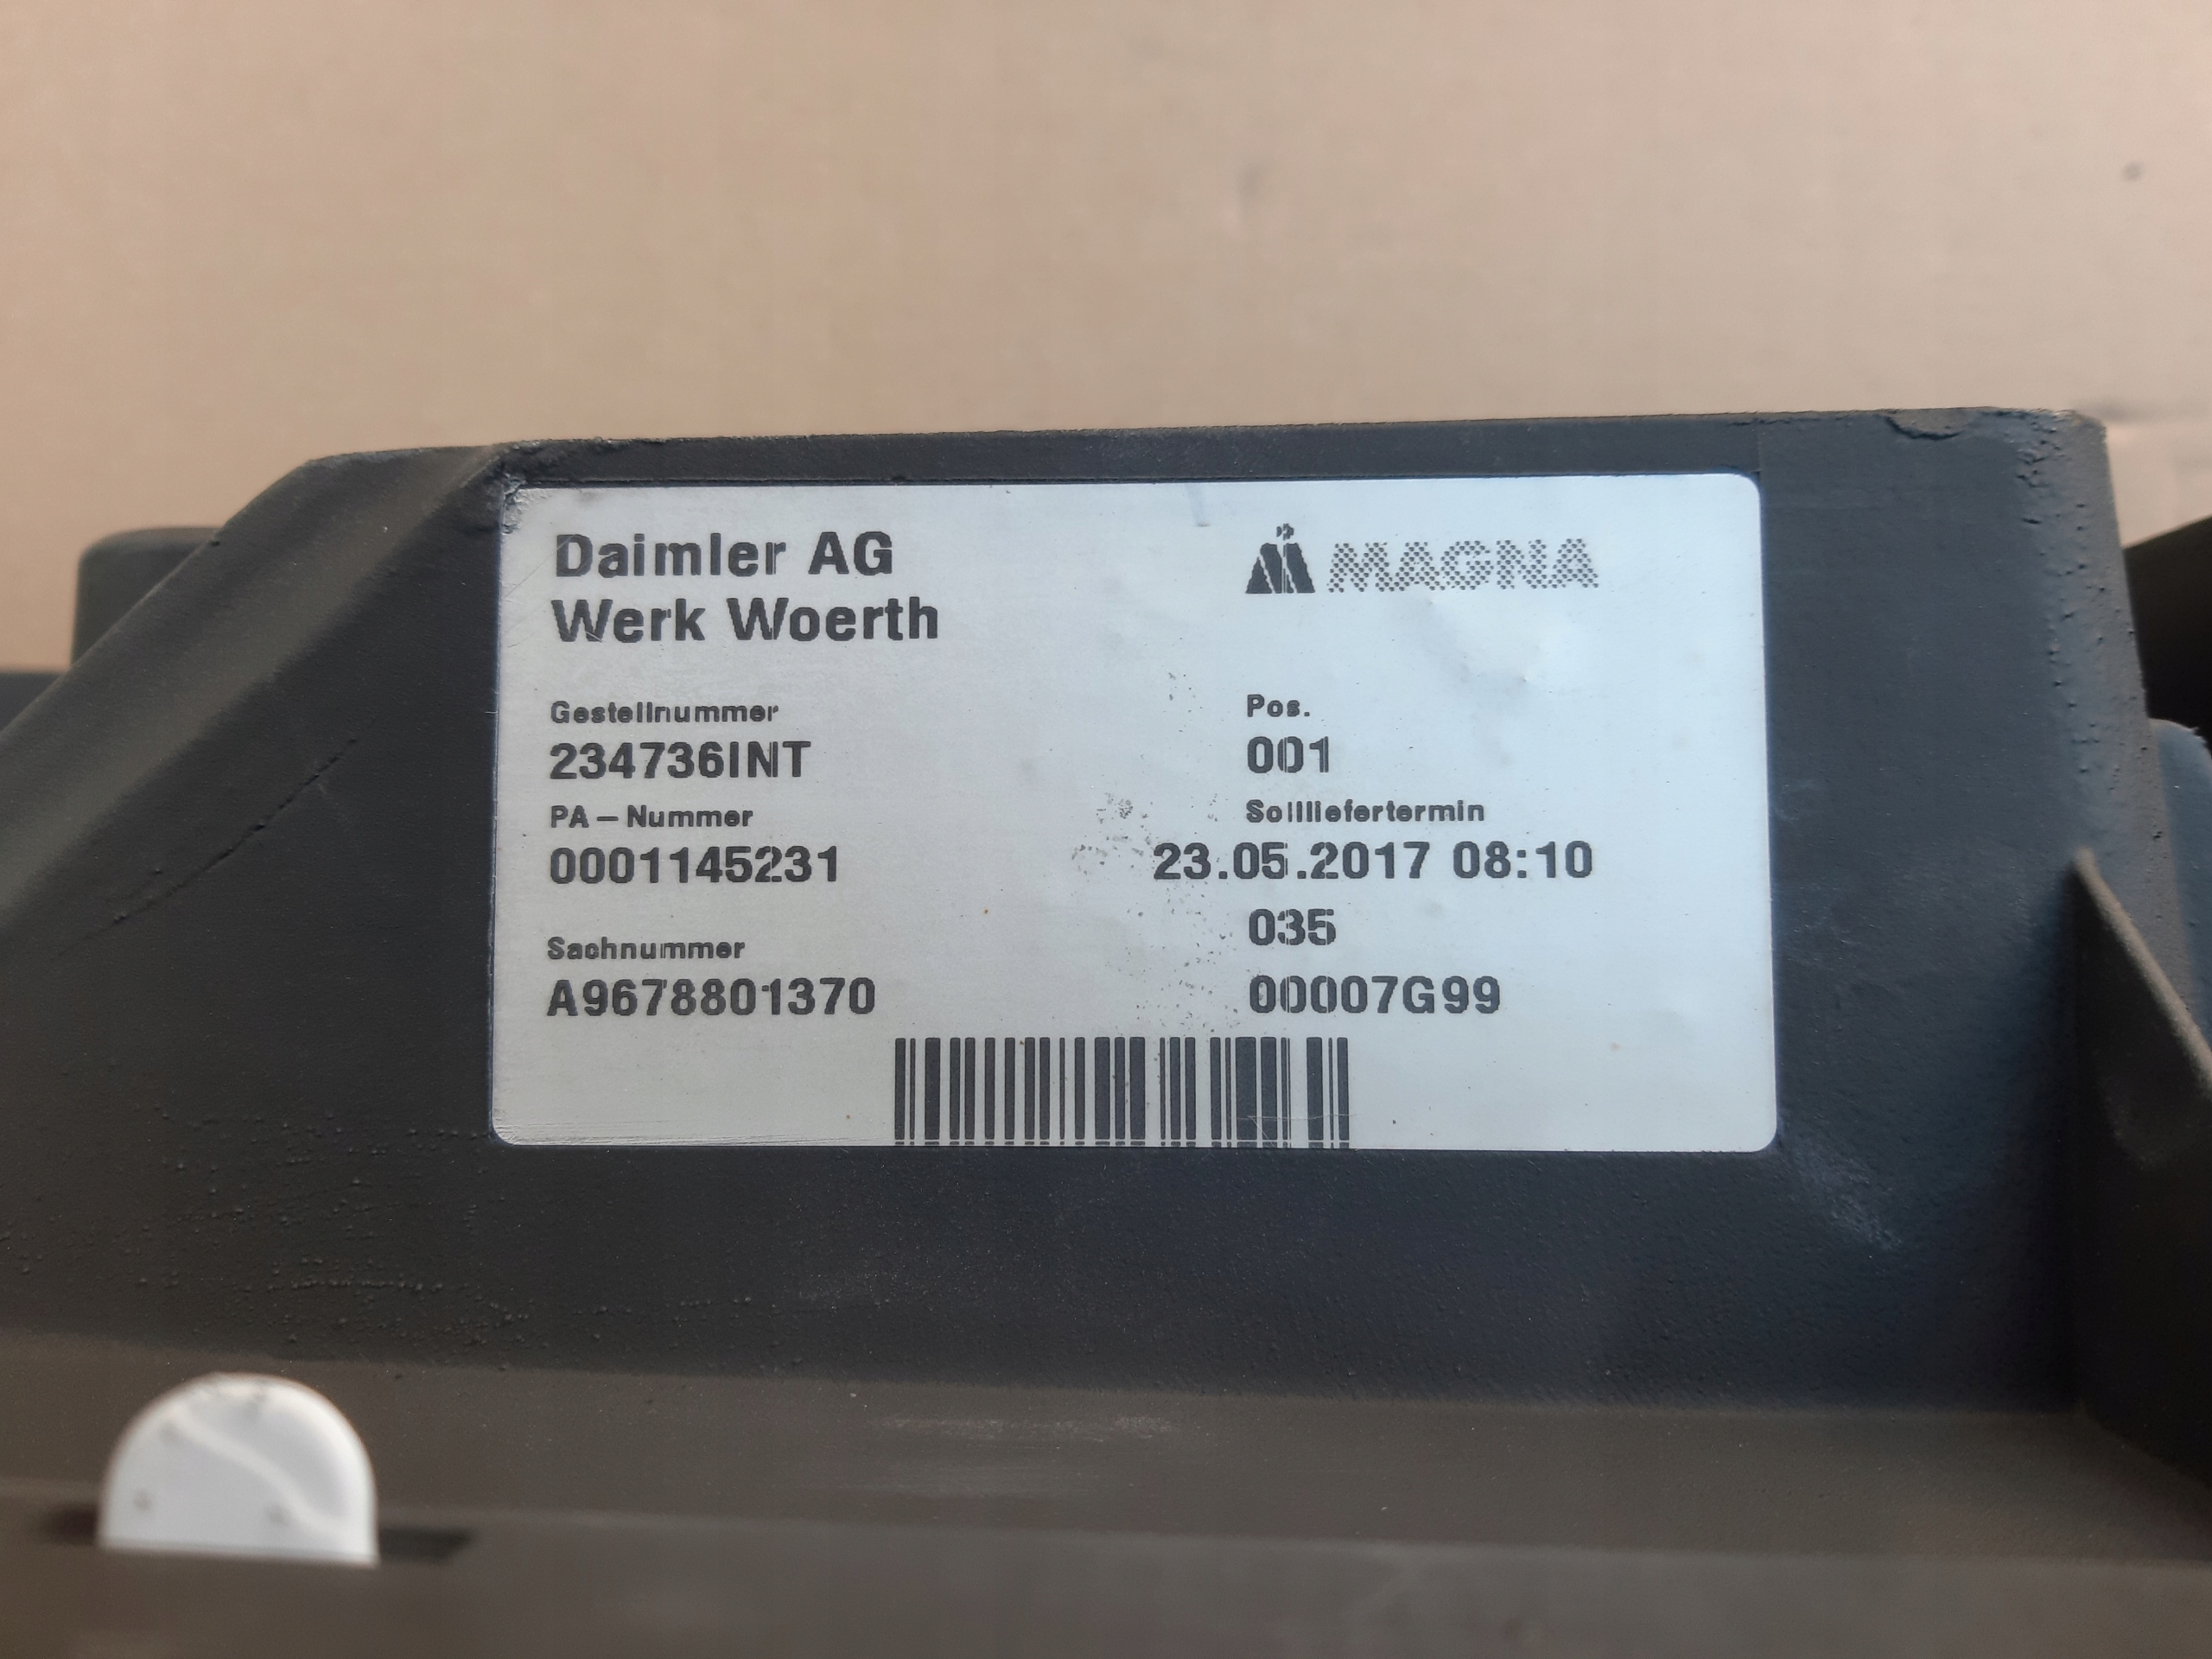 Daimler AG
Werk Woerth
MAGNA
Gestellnummer
234736INT
Pos.
001
PA-Nummer
0001145231
Sollliefertermin
23.05.2017 08:10
035
Sachnummer
A9678801370
00007G99